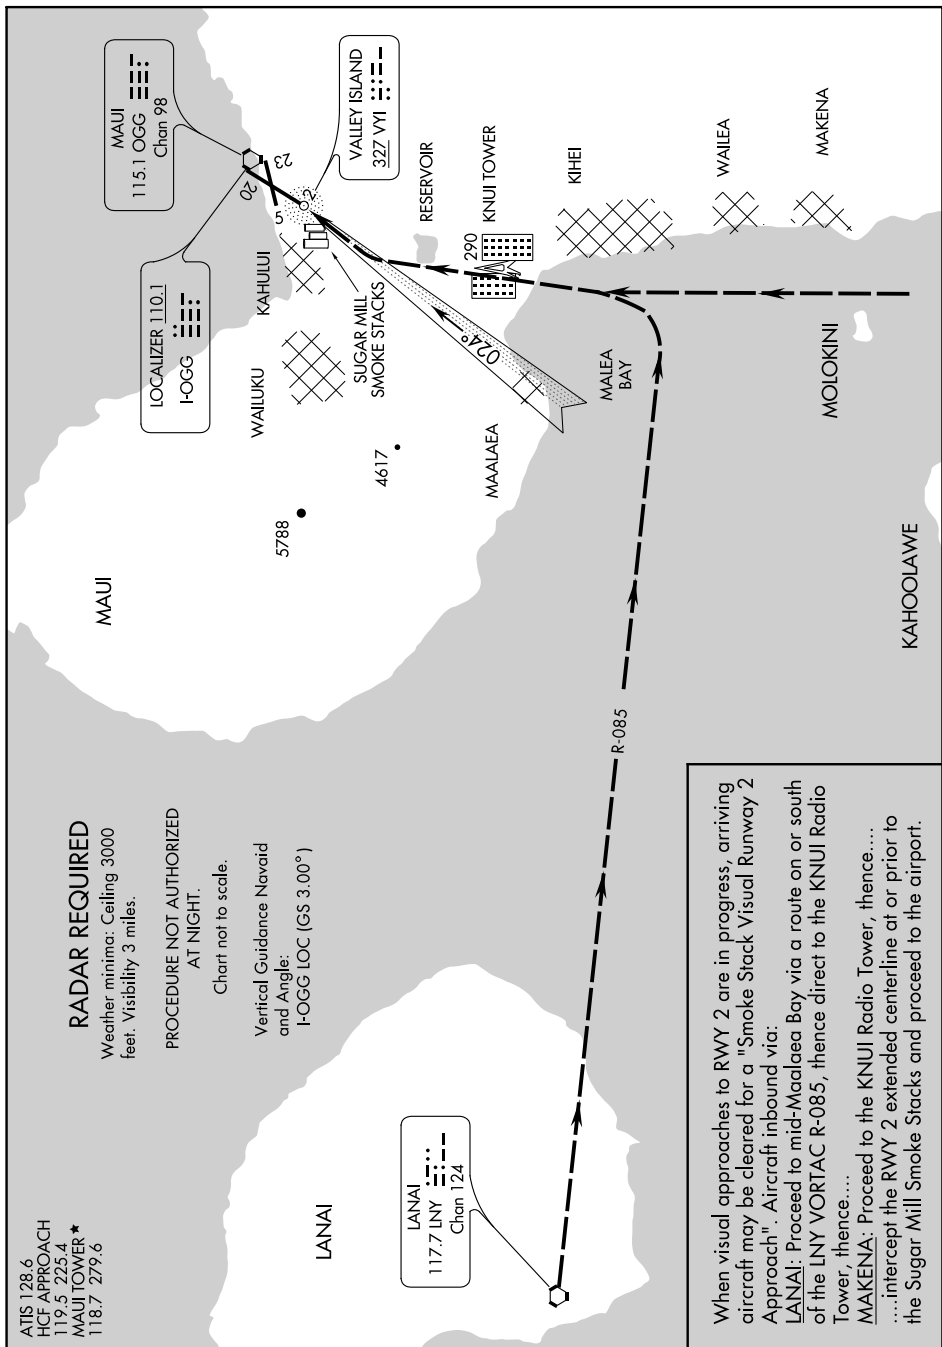 ATIS 128.6
HCF APPROACH
119.5 225.4
MAUI TOWER★
118.7 279.6
RADAR REQUIRED
Weather minima: Ceiling 3000
feet. Visibility 3 miles.
PROCEDURE NOT AUTHORIZED
AT NIGHT.
Chart not to scale.
Vertical Guidance Navaid
and Angle:
I-OGG LOC (GS 3.00°)
MAUI
MAUI
115.1 OGG
Chan 98
LOCALIZER 110.1
I-OGG
20
23
5
2
KAHULUI
WAILUKU
VALLEY ISLAND
327 VYI
SUGAR MILL
SMOKE STACKS
5788
4617
024°
RESERVOIR
290
KNUI TOWER
MAALAEA
KIHEI
MALEA
BAY
WAILEA
MAKENA
MOLOKINI
KAHOOLAWE
LANAI
LANAI
117.7 LNY
Chan 124
R-085
When visual approaches to RWY 2 are in progress, arriving
aircraft may be cleared for a "Smoke Stack Visual Runway 2
Approach". Aircraft inbound via:
LANAI: Proceed to mid-Maalaea Bay via a route on or south
of the LNY VORTAC R-085, thence direct to the KNUI Radio
Tower, thence....
MAKENA: Proceed to the KNUI Radio Tower, thence....
....intercept the RWY 2 extended centerline at or prior to
the Sugar Mill Smoke Stacks and proceed to the airport.